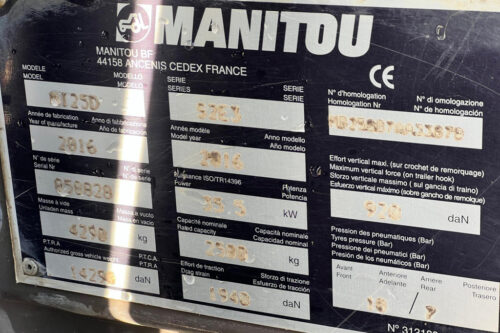 MANITOU
MANITOU BF
44158 ANCENIS CEDEX FRANCE
MODELE MODELLO
MODEL
SERIE SERIE
SERIES SERIE
CE
N° d'homologation N° di omologazione
Homologation Nr N° de homologación
Année de fabrication Anno di fabbricazione
Year of manufacture Año de fabricación
2016
Année modèle Anno modello
Model year Año modelo
2016
N° de série N° di serie
Serial Nr N° de serie
Puissance ISO/TR14396 Potenza
Power Potencia
kW
Effort vertical maxi. (sur crochet de remorquage)
Maximum vertical force (on trailer hook)
Sforzo verticale massimo (sul gancio di traino)
Esfuerzo vertical máximo (sobre gancho de remolque)
daN
Masse à vide Massa a vuoto
Unladen mass Masa en vacío
kg
Capacité nominale Capacità nominale
Rated capacity Capacidad nominal
kg
Pression des pneumatiques (Bar)
Tyres pressure (Bar)
Pressione dei pneumatici (Bar)
Presión de los neumáticos (Bar)
P.T.R.A. P.T.C.A.
Authorized gross vehicle weight
daN
Effort de traction Sforzo di trazione
Drag strain Esfuerzo de tracción
daN
Avant Anteriore Arrière Posteriore
Front Adelante Rear Trasero